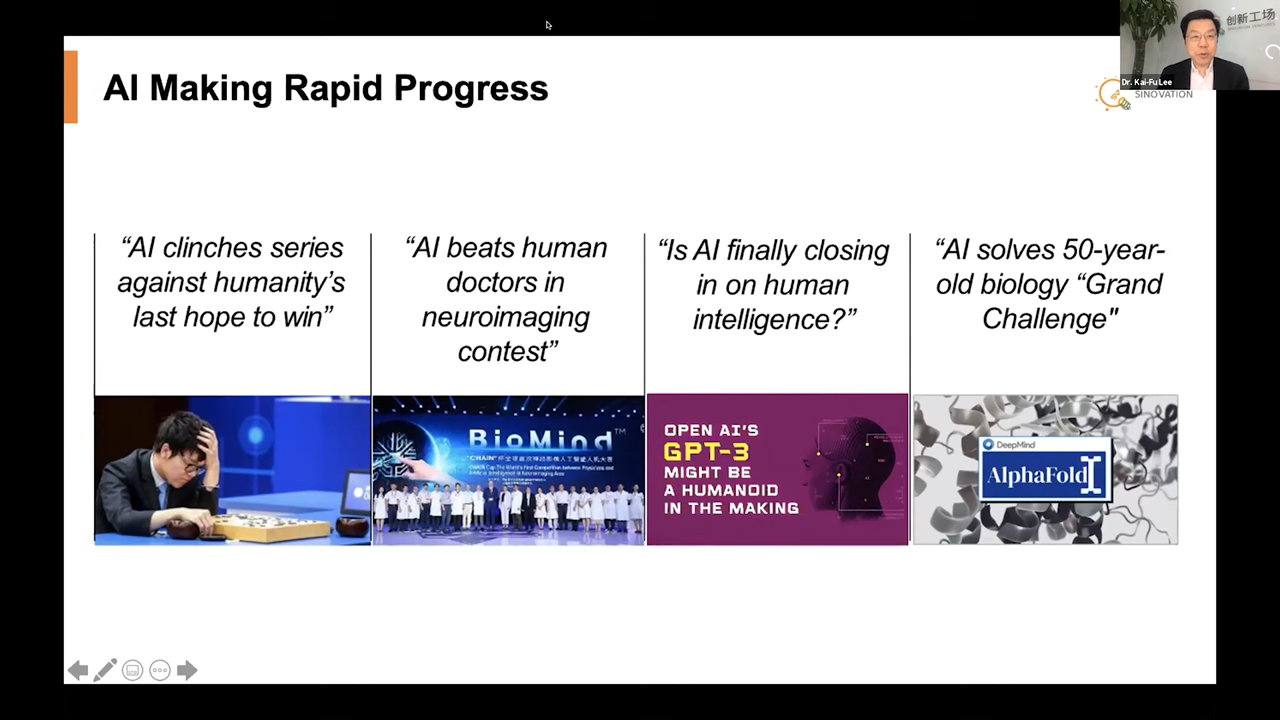 创新工场
Dr. Kai-Fu Lee
SINOVATION
AI Making Rapid Progress
“AI clinches series
against humanity’s
last hope to win”
“AI beats human
doctors in
neuroimaging
contest”
“Is AI finally closing
in on human
intelligence?”
“AI solves 50-year-
old biology “Grand
Challenge"
BioMind™
OPEN AI'S
GPT-3
MIGHT BE
A HUMANOID
IN THE MAKING
DeepMind
AlphaFold